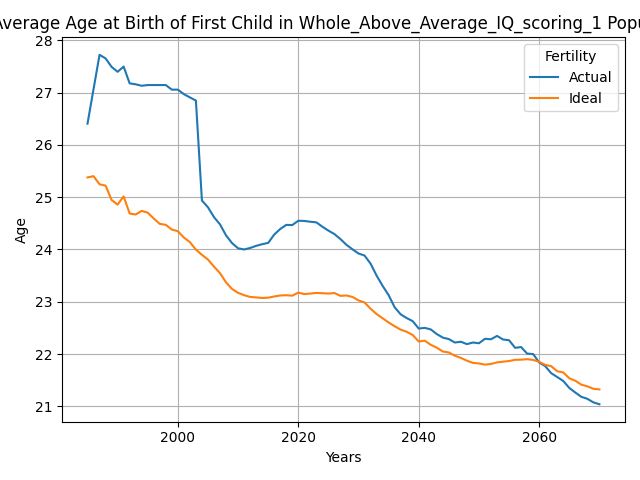 Average Age at Birth of First Child in Whole_Above_Average_IQ_scoring_1 Popu
28
27
26
25
24
23
22
21
Age
Fertility
Actual
Ideal
2000 2020 2040 2060
Years